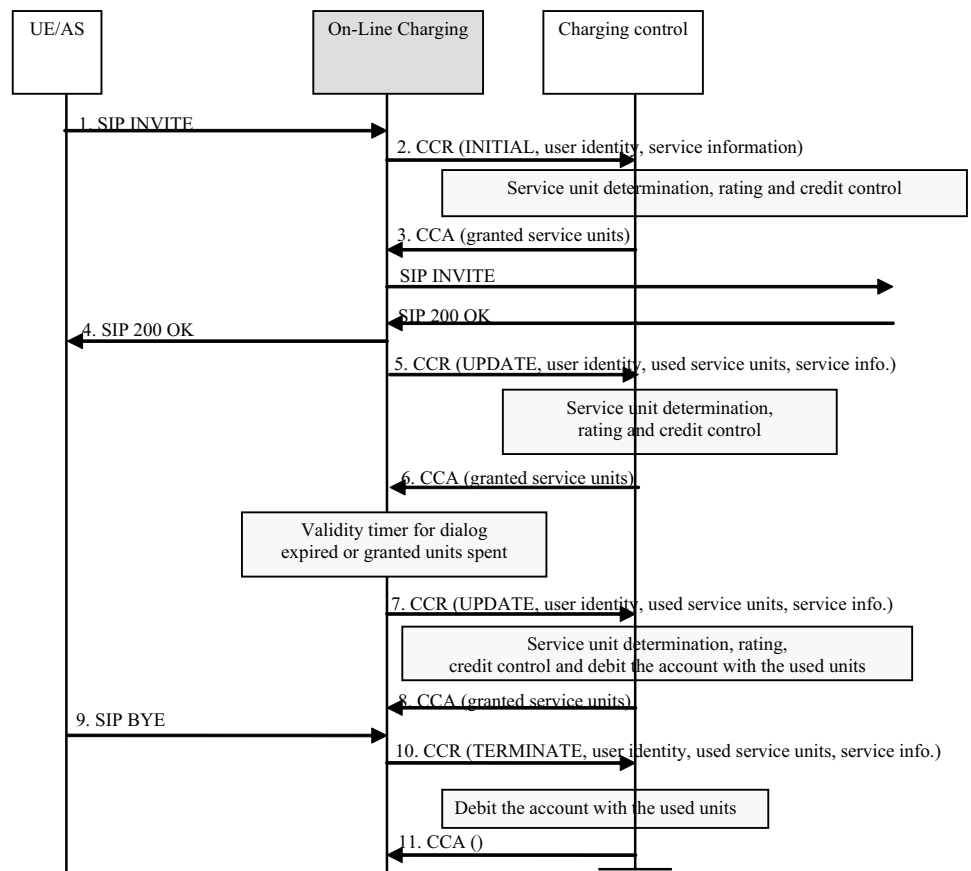 UE/AS
On-Line Charging
Charging control
1. SIP INVITE
2. CCR (INITIAL, user identity, service information)
Service unit determination, rating and credit control
3. CCA (granted service units)
SIP INVITE
SIP 200 OK
4. SIP 200 OK
5. CCR (UPDATE, user identity, used service units, service info.)
Service unit determination,
rating and credit control
6. CCA (granted service units)
Validity timer for dialog
expired or granted units spent
7. CCR (UPDATE, user identity, used service units, service info.)
Service unit determination, rating,
credit control and debit the account with the used units
8. CCA (granted service units)
9. SIP BYE
10. CCR (TERMINATE, user identity, used service units, service info.)
Debit the account with the used units
11. CCA ()